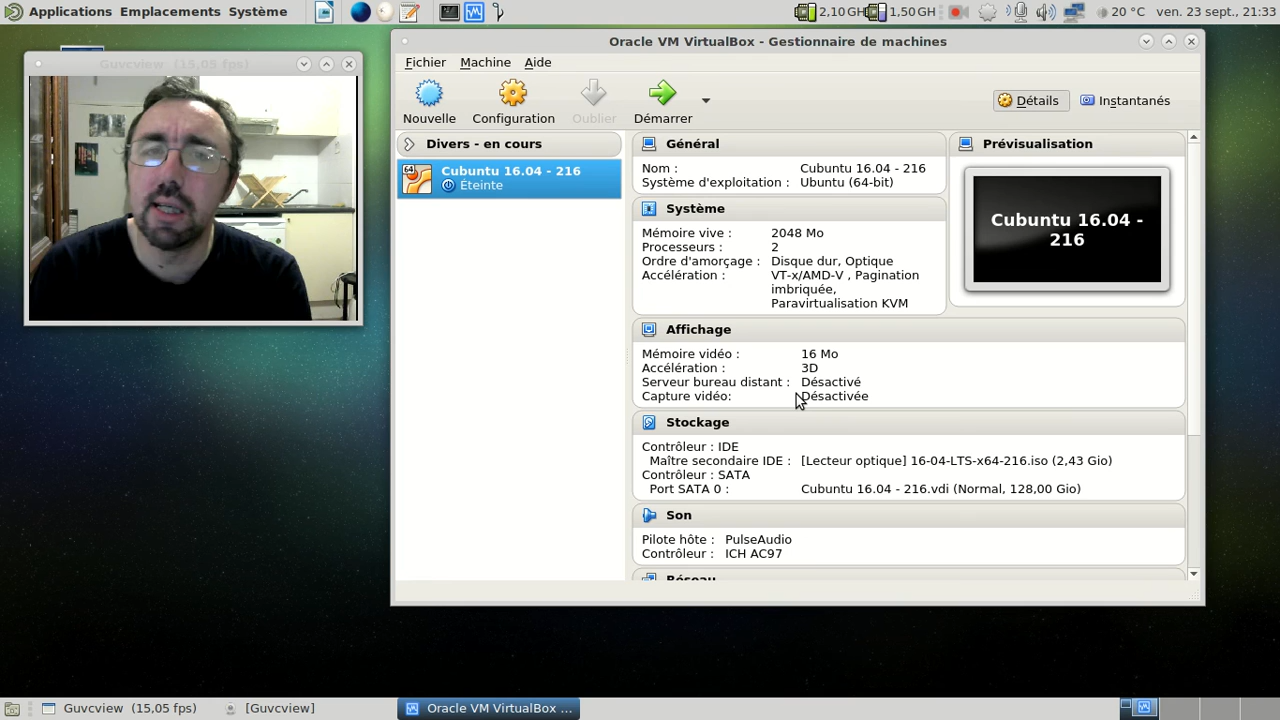 Applications Emplacements Système
2,10 GH 1,50 GH 20 °C ven. 23 sept., 21:33
Guvcview (15,05 fps)
Oracle VM VirtualBox - Gestionnaire de machines
Fichier Machine Aide
Nouvelle Configuration Oublier Démarrer
Détails Instantanés
Divers - en cours
64
Cubuntu 16.04 - 216
Éteinte
Général
Nom : Cubuntu 16.04 - 216
Système d'exploitation : Ubuntu (64-bit)
Système
Mémoire vive : 2048 Mo
Processeurs : 2
Ordre d'amorçage : Disque dur, Optique
Accélération : VT-x/AMD-V , Pagination
imbriquée,
Paravirtualisation KVM
Prévisualisation
Cubuntu 16.04 -
216
Affichage
Mémoire vidéo : 16 Mo
Accélération : 3D
Serveur bureau distant : Désactivé
Capture vidéo: Désactivée
Stockage
Contrôleur : IDE
Maître secondaire IDE : [Lecteur optique] 16-04-LTS-x64-216.iso (2,43 Gio)
Contrôleur : SATA
Port SATA 0 : Cubuntu 16.04 - 216.vdi (Normal, 128,00 Gio)
Son
Pilote hôte : PulseAudio
Contrôleur : ICH AC97
Réseau
Guvcview (15,05 fps) [Guvcview] Oracle VM VirtualBox ...